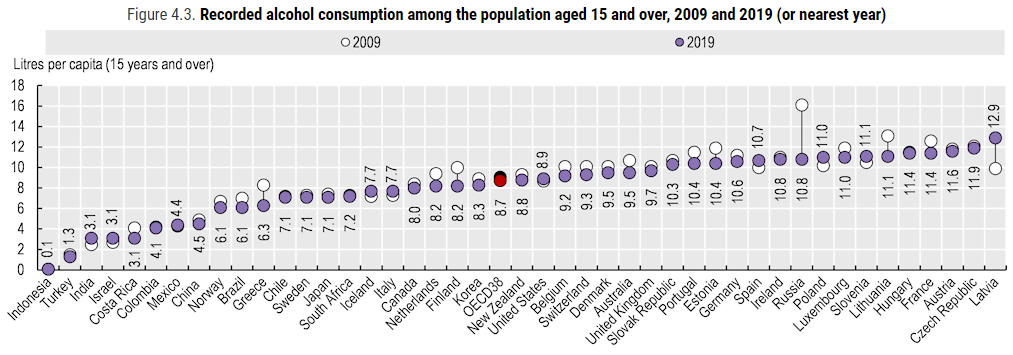 Figure 4.3. Recorded alcohol consumption among the population aged 15 and over, 2009 and 2019 (or nearest year)
2009 2019
Litres per capita (15 years and over)
18
16
14
12
10
8
6
4
2
0
0.1 1.3 3.1 3.1 3.1 4.1 4.4 4.5 6.1 6.1 6.3 7.1 7.1 7.1 7.2 7.7 7.7 8.0 8.2 8.2 8.3 8.7 8.8 8.9 9.2 9.3 9.5 9.5 9.7 10.3 10.4 10.4 10.6 10.7 10.8 10.8 11.0 11.0 11.1 11.1 11.4 11.4 11.6 11.9 12.9
Indonesia
Turkey
India
Israel
Costa Rica
Colombia
Mexico
China
Norway
Brazil
Greece
Chile
Sweden
Japan
South Africa
Iceland
Italy
Canada
Netherlands
Finland
Korea
OECD38
New Zealand
United States
Belgium
Switzerland
Denmark
Australia
United Kingdom
Slovak Republic
Portugal
Estonia
Germany
Spain
Ireland
Russia
Poland
Luxembourg
Slovenia
Lithuania
Hungary
France
Austria
Czech Republic
Latvia